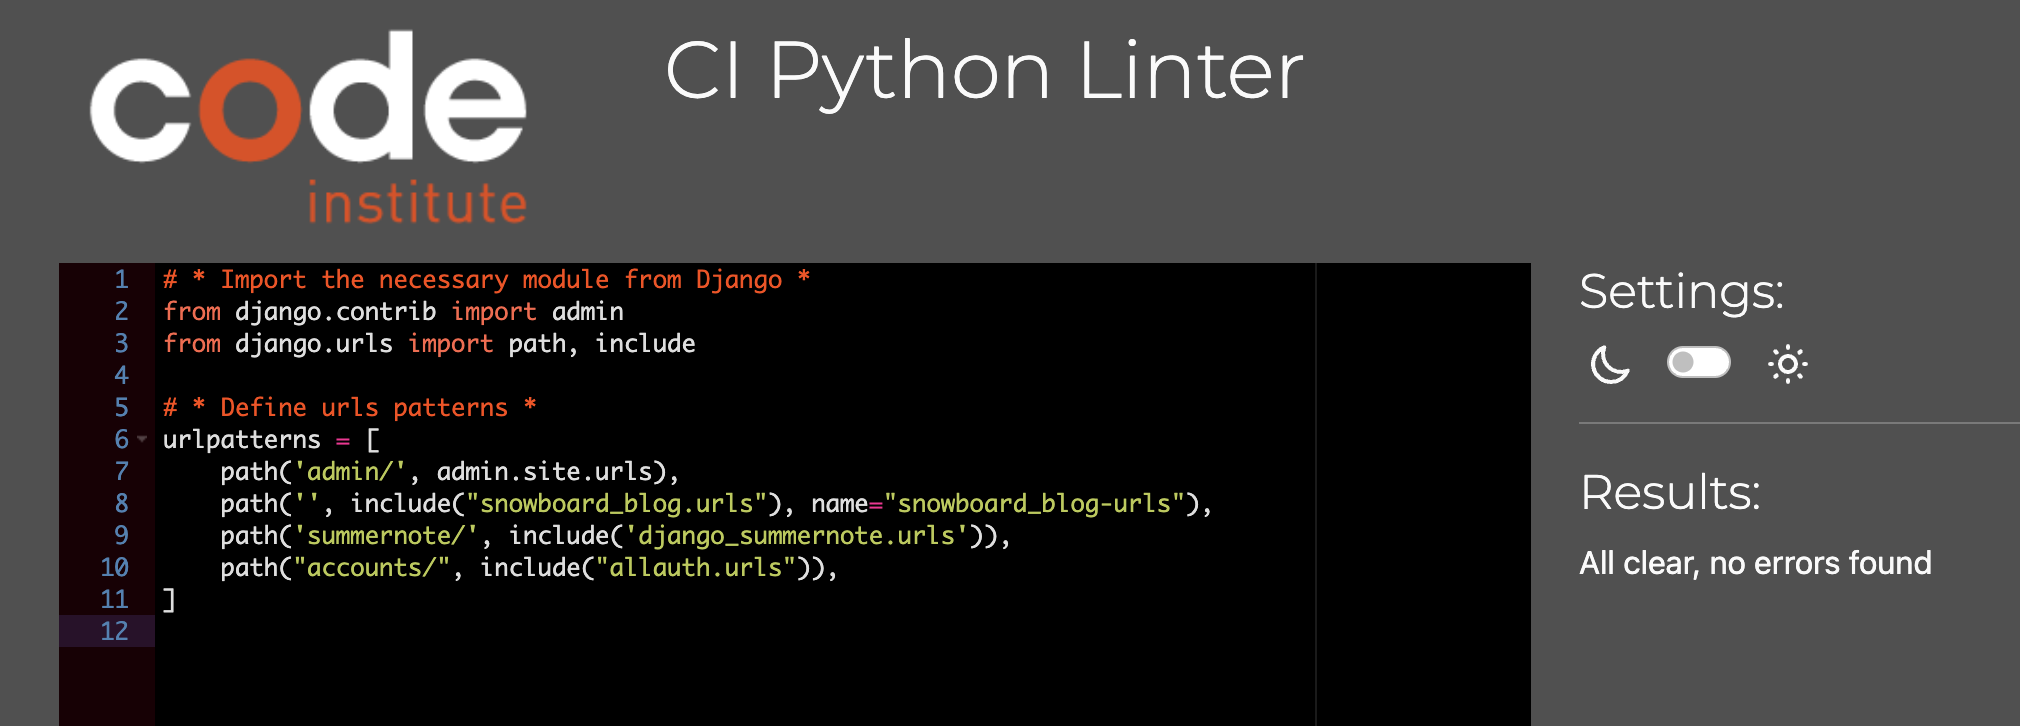 code
institute
CI Python Linter
1 # * Import the necessary module from Django *
2 from django.contrib import admin
3 from django.urls import path, include
4
5 # * Define urls patterns *
6 urlpatterns = [
7     path('admin/', admin.site.urls),
8     path('', include("snowboard_blog.urls"), name="snowboard_blog-urls"),
9     path('summernote/', include('django_summernote.urls')),
10     path("accounts/", include("allauth.urls")),
11 ]
12
Settings:
Results:
All clear, no errors found